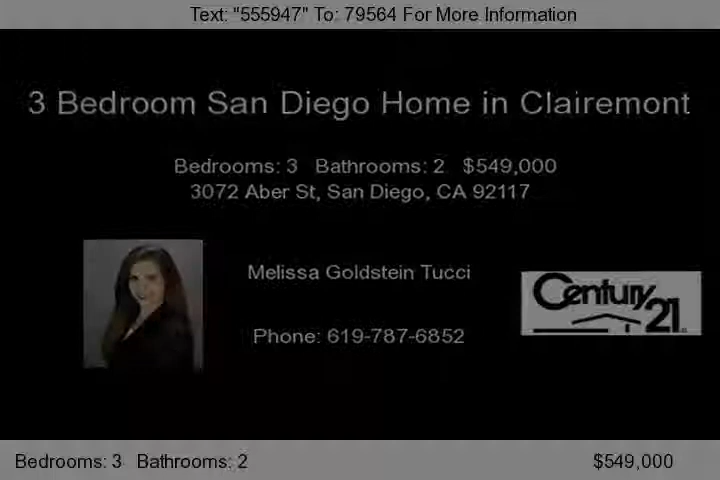 Text: "555947" To: 79564 For More Information
3 Bedroom San Diego Home in Clairemont
Bedrooms: 3 Bathrooms: 2 $549,000
3072 Aber St, San Diego, CA 92117
Melissa Goldstein Tucci
Century 21
Phone: 619-787-6852
Bedrooms: 3 Bathrooms: 2 $549,000